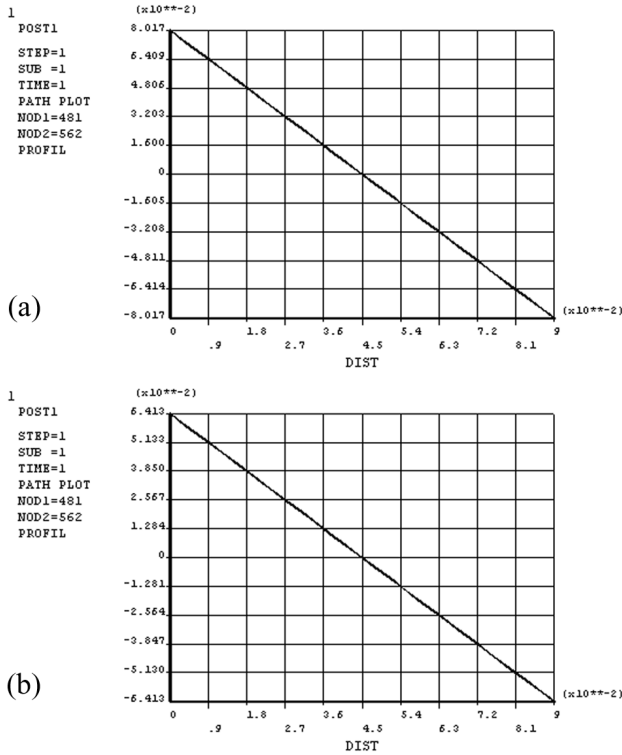 1
POST1
STEP=1
SUB =1
TIME=1
PATH PLOT
NOD1=481
NOD2=562
PROFIL
(x10**-2)
8.017
6.409
4.806
3.203
1.600
0
-1.605
-3.208
-4.811
-6.414
-8.017
(a)
(x10**-2)
0 1.8 3.6 5.4 7.2 9
.9 2.7 4.5 6.3 8.1
DIST
1
POST1
STEP=1
SUB =1
TIME=1
PATH PLOT
NOD1=481
NOD2=562
PROFIL
(x10**-2)
6.413
5.133
3.850
2.567
1.284
0
-1.281
-2.564
-3.847
-5.130
-6.413
(b)
(x10**-2)
0 1.8 3.6 5.4 7.2 9
.9 2.7 4.5 6.3 8.1
DIST